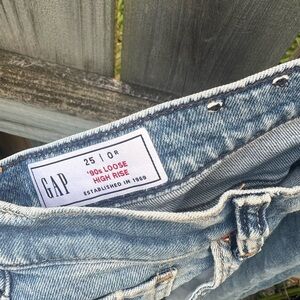 GAP
25 | 0 R
'90s LOOSE
HIGH RISE
ESTABLISHED IN 1969